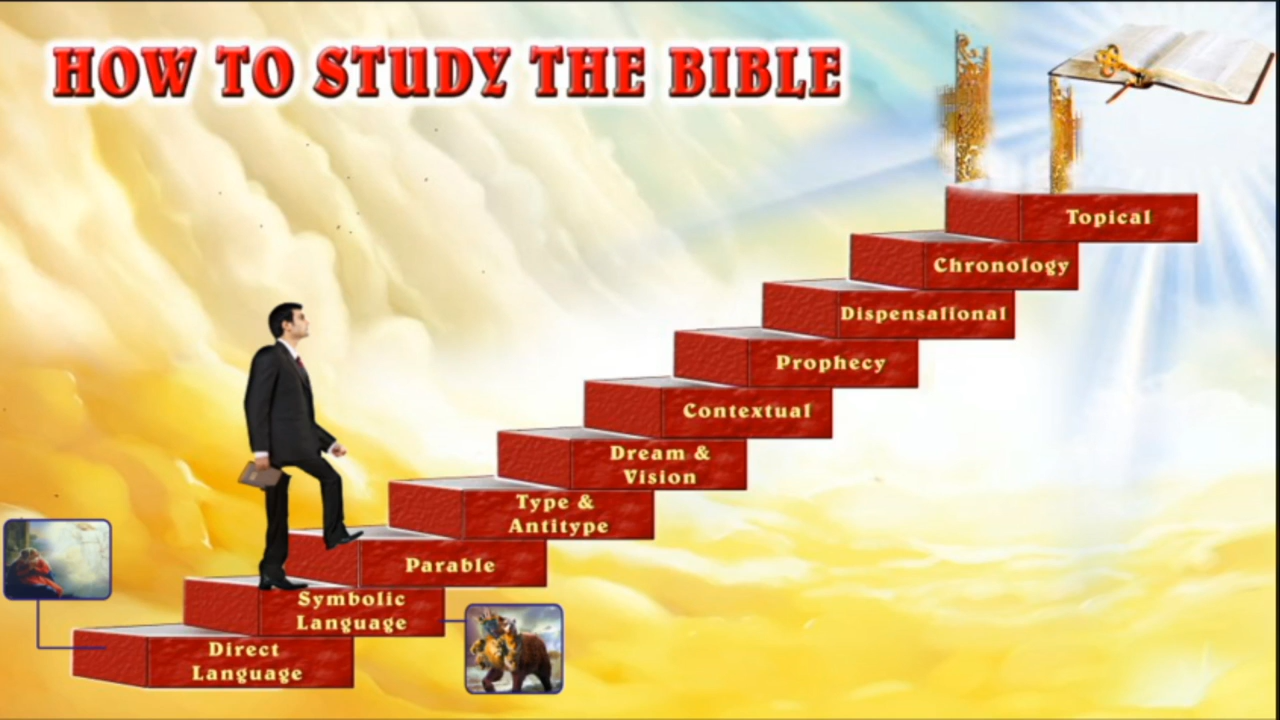 HOW TO STUDY THE BIBLE
Topical
Chronology
Dispensational
Prophecy
Contextual
Dream &
Vision
Type &
Antitype
Parable
Symbolic
Language
Direct
Language